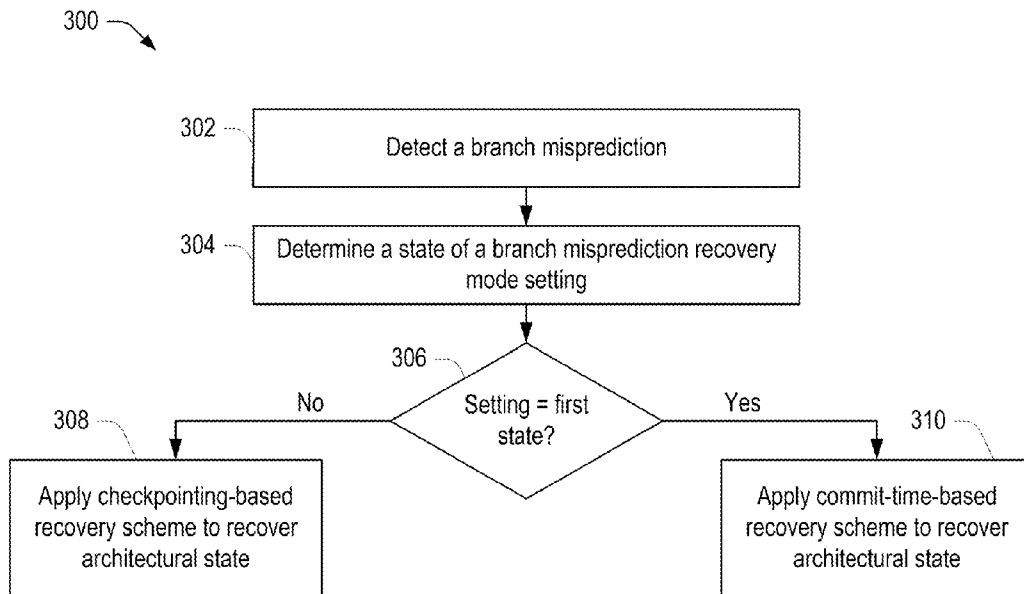 300
302
Detect a branch misprediction
304
Determine a state of a branch misprediction recovery
mode setting
306
Setting = first
state?
No
Yes
308
310
Apply checkpointing-based
recovery scheme to recover
architectural state
Apply commit-time-based
recovery scheme to recover
architectural state